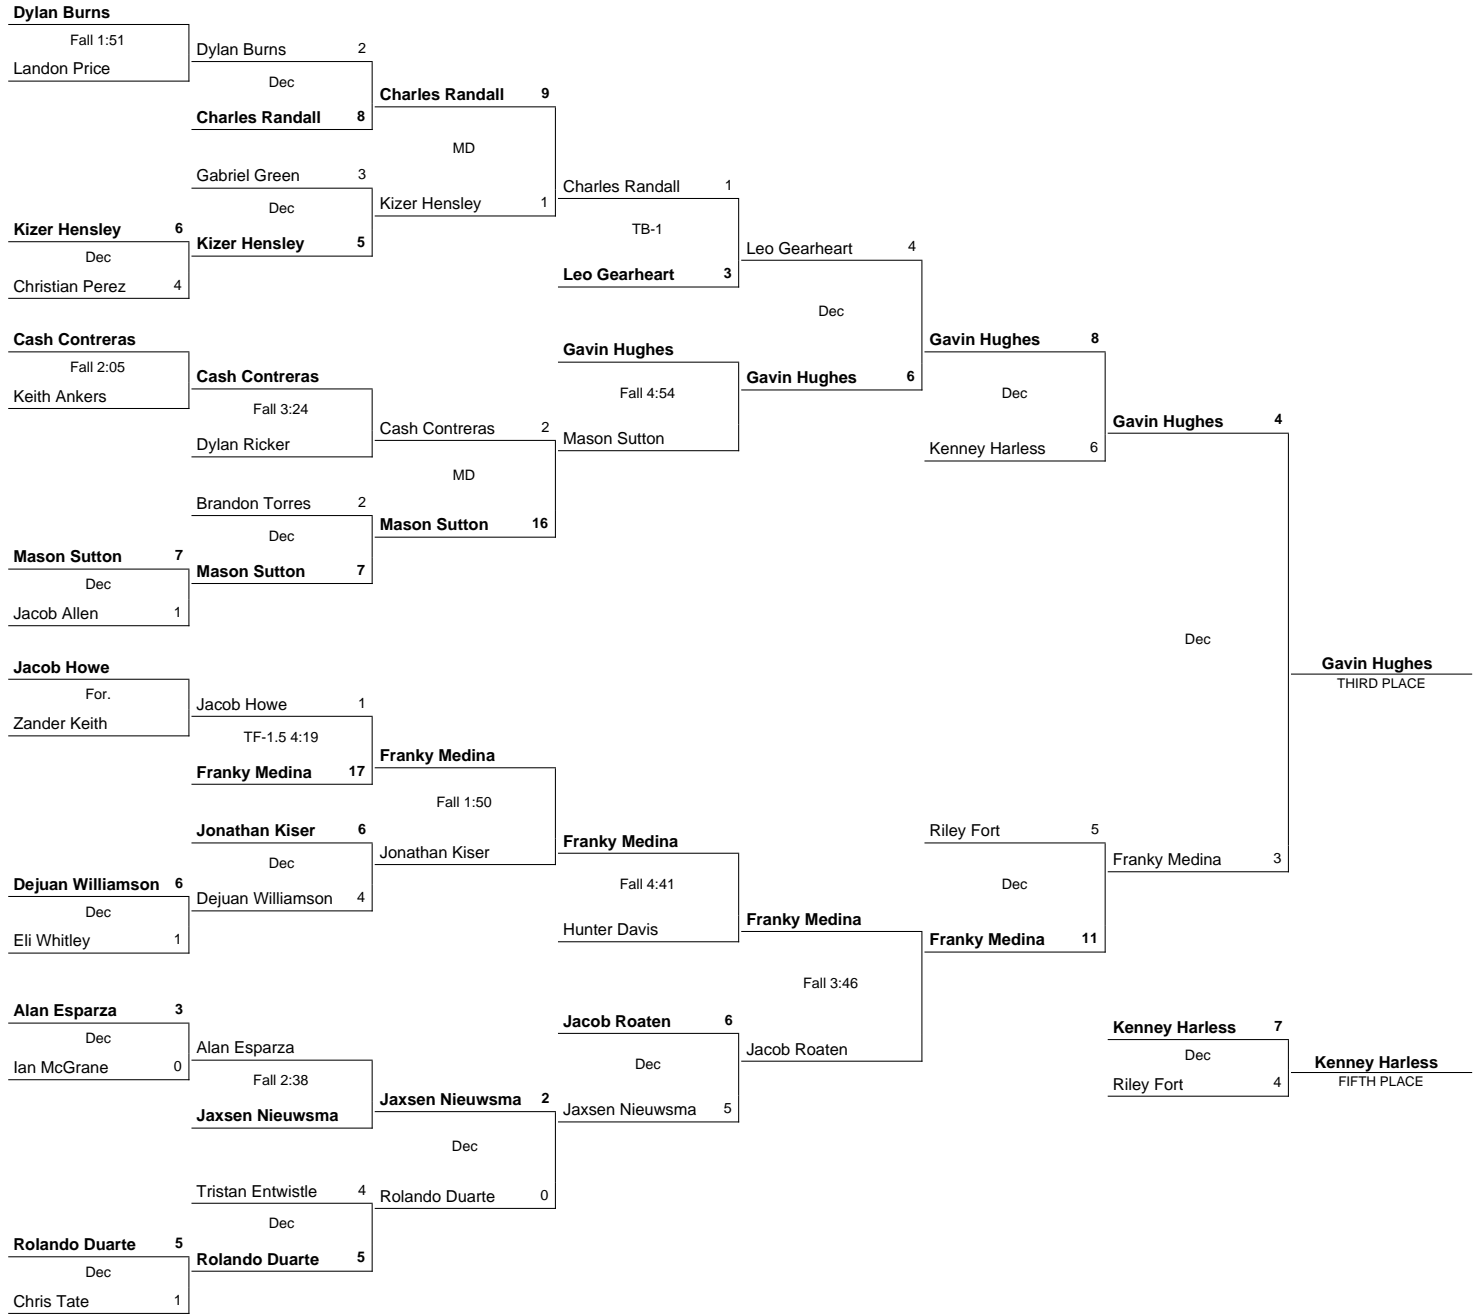 Dylan Burns
Fall 1:51
Landon Price
Kizer Hensley 6
Dec
Christian Perez 4
Cash Contreras
Fall 2:05
Keith Ankers
Mason Sutton 7
Dec
Jacob Allen 1
Jacob Howe
For.
Zander Keith
Dejuan Williamson 6
Dec
Eli Whitley 1
Alan Esparza 3
Dec
Ian McGrane 0
Rolando Duarte 5
Dec
Chris Tate 1
Dylan Burns 2
Dec
Charles Randall 8
Gabriel Green 3
Dec
Kizer Hensley 5
Cash Contreras
Fall 3:24
Dylan Ricker
Brandon Torres 2
Dec
Mason Sutton 7
Jacob Howe 1
TF-1.5 4:19
Franky Medina 17
Jonathan Kiser 6
Dec
Dejuan Williamson 4
Alan Esparza
Fall 2:38
Jaxsen Nieuwsma
Tristan Entwistle 4
Dec
Rolando Duarte 5
Charles Randall 9
MD
Kizer Hensley 1
Cash Contreras 2
MD
Mason Sutton 16
Franky Medina
Fall 1:50
Jonathan Kiser
Jaxsen Nieuwsma 2
Dec
Rolando Duarte 0
Charles Randall 1
TB-1
Leo Gearheart 3
Gavin Hughes
Fall 4:54
Mason Sutton
Franky Medina
Fall 4:41
Hunter Davis
Jacob Roaten 6
Dec
Jaxsen Nieuwsma 5
Leo Gearheart 4
Dec
Gavin Hughes 6
Franky Medina
Fall 3:46
Jacob Roaten
Gavin Hughes 8
Dec
Kenney Harless 6
Riley Fort 5
Dec
Franky Medina 11
Gavin Hughes 4
Dec
Franky Medina 3
Kenney Harless 7
Dec
Riley Fort 4
Gavin Hughes
THIRD PLACE
Kenney Harless
FIFTH PLACE